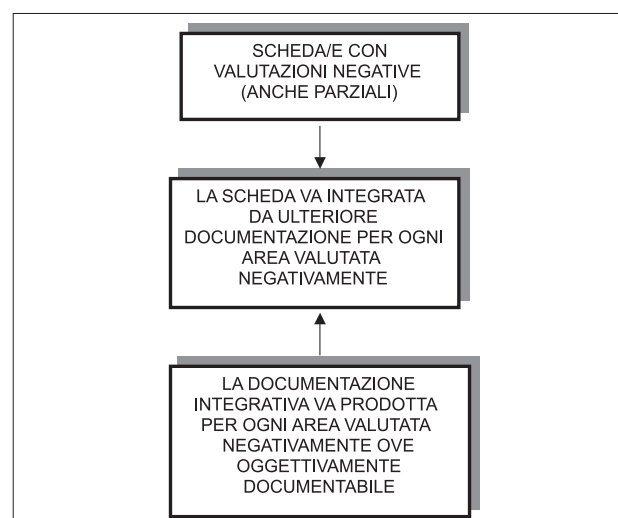 SCHEDA/E CON
VALUTAZIONI NEGATIVE
(ANCHE PARZIALI)
LA SCHEDA VA INTEGRATA
DA ULTERIORE
DOCUMENTAZIONE PER OGNI
AREA VALUTATA
NEGATIVAMENTE
LA DOCUMENTAZIONE
INTEGRATIVA VA PRODOTTA
PER OGNI AREA VALUTATA
NEGATIVAMENTE OVE
OGGETTIVAMENTE
DOCUMENTABILE